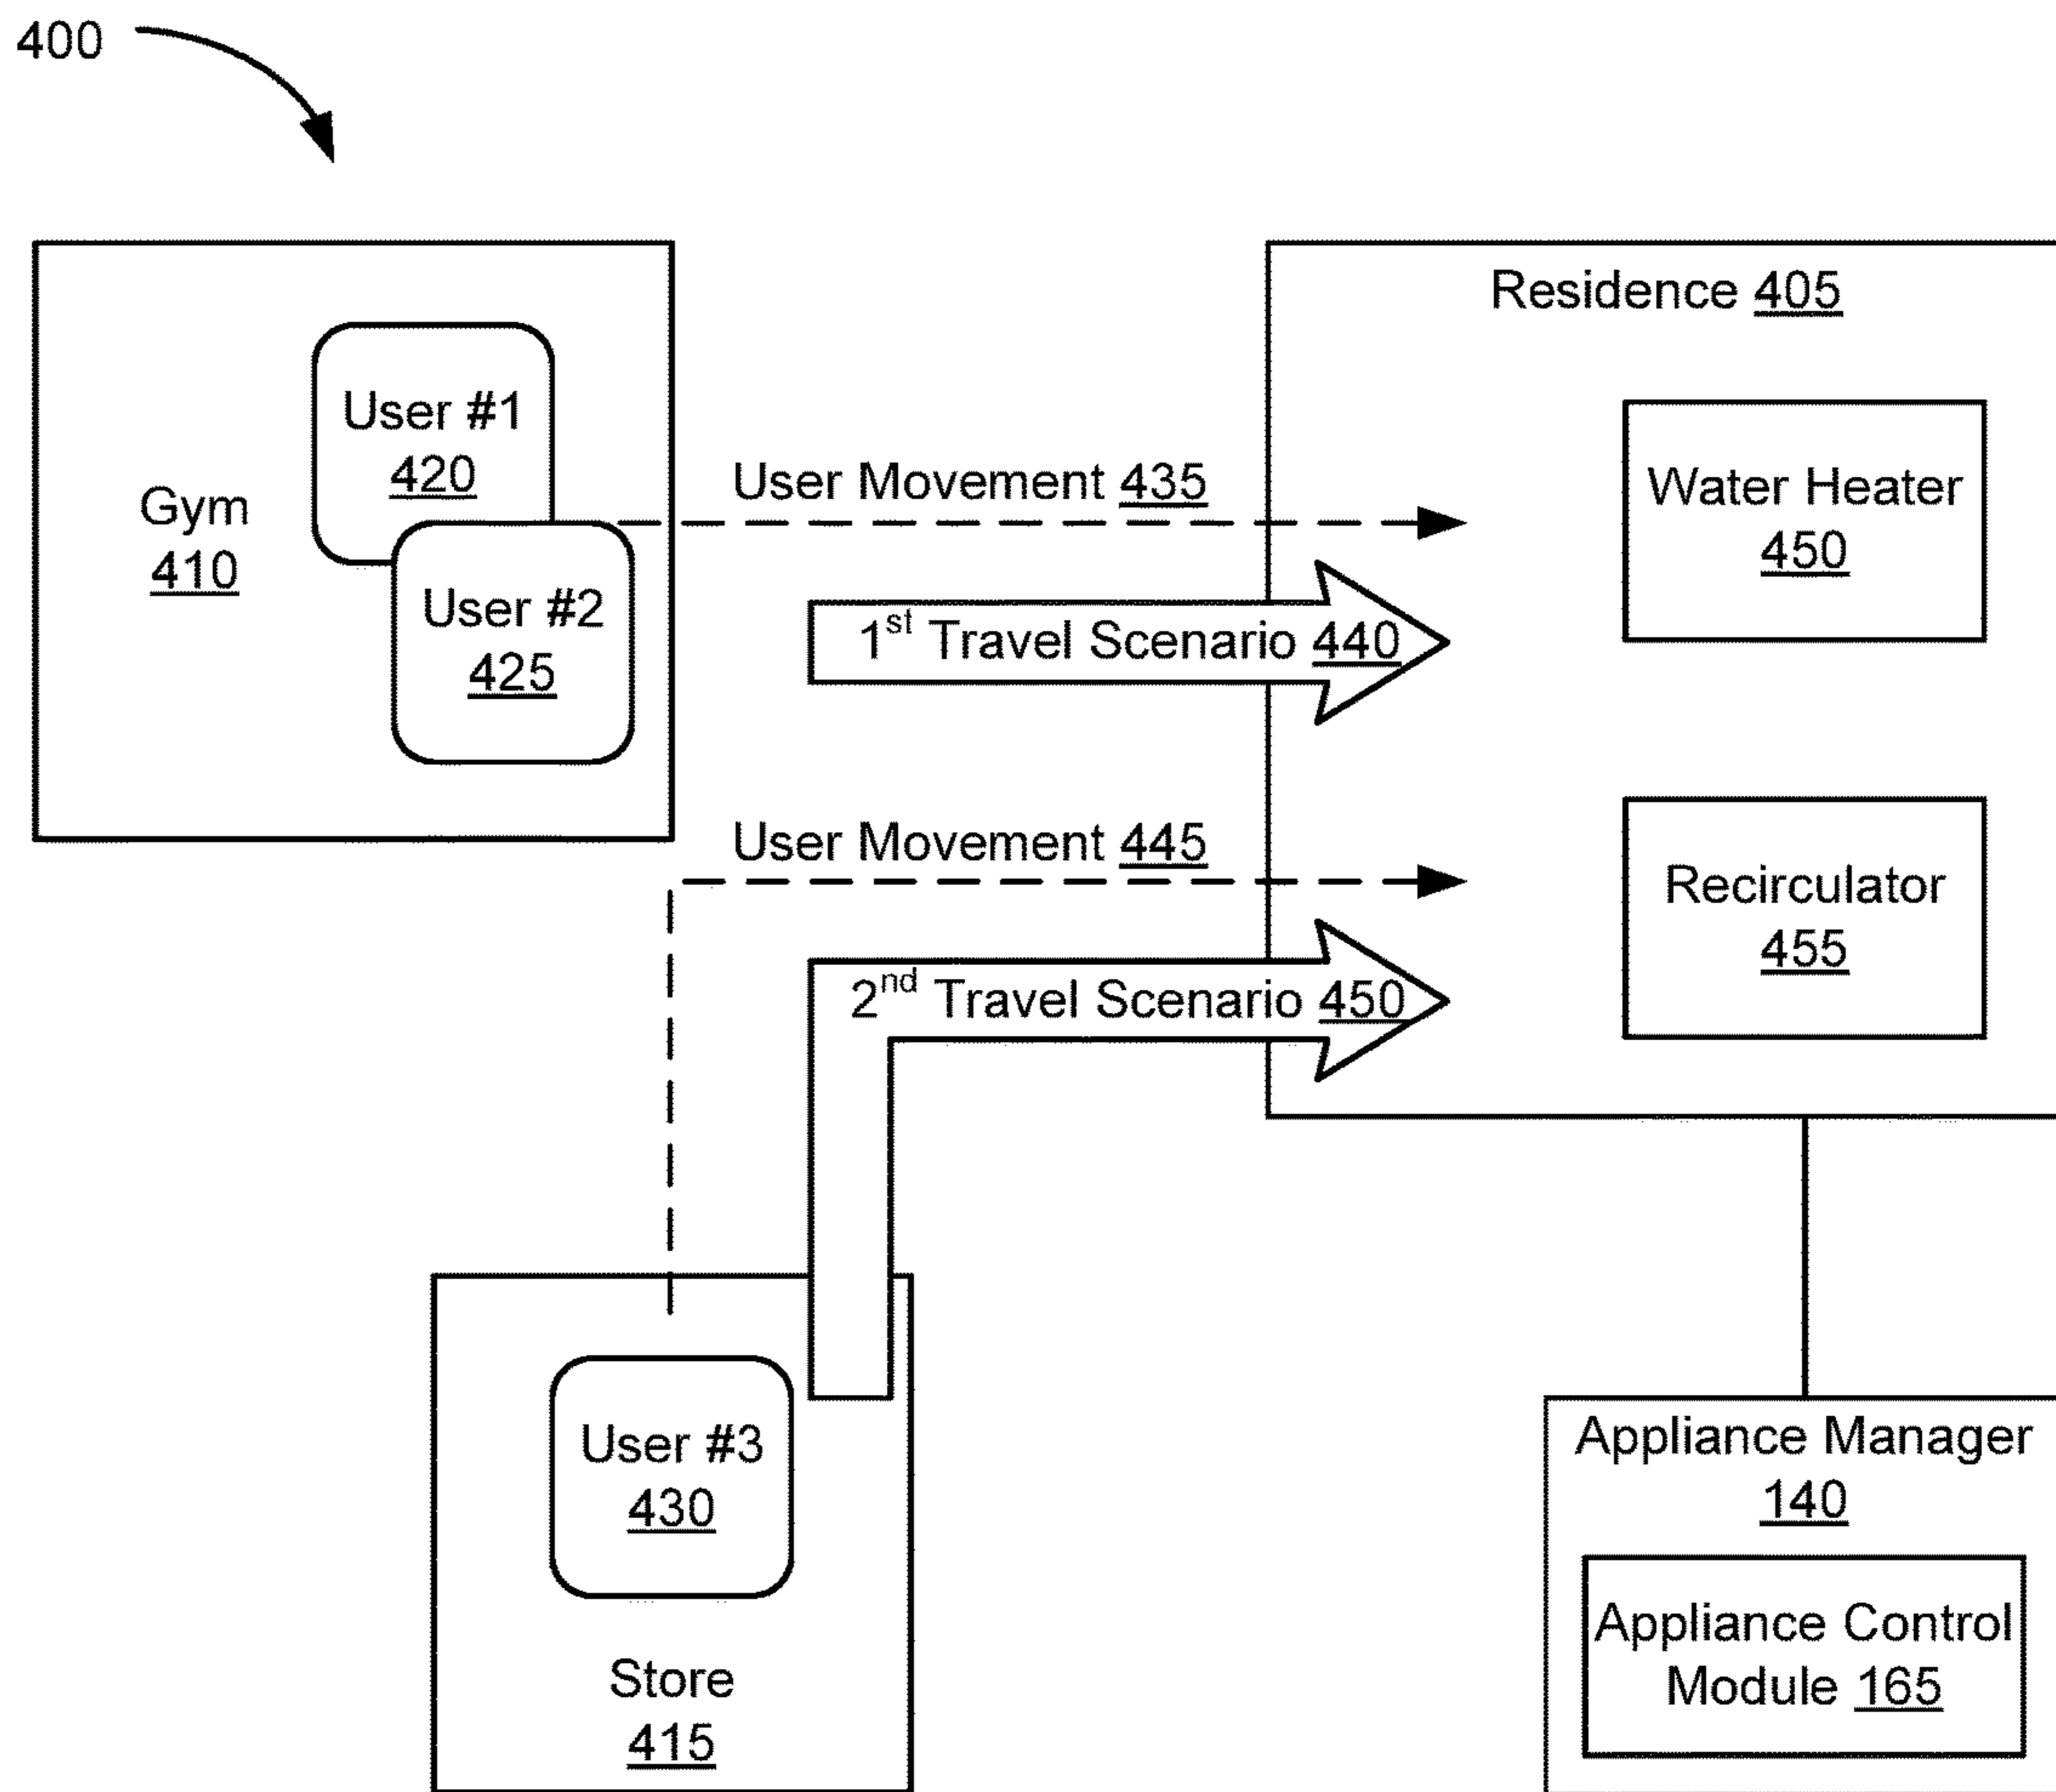 400
Residence 405
User #1
420
Gym
410
User #2
425
User Movement 435
1st Travel Scenario 440
Water Heater
450
User Movement 445
2nd Travel Scenario 450
Recirculator
455
User #3
430
Store
415
Appliance Manager
140
Appliance Control
Module 165